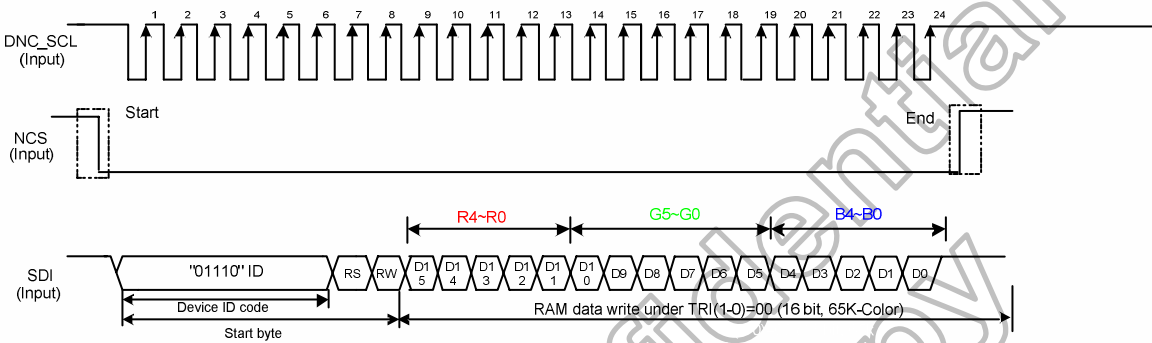 1 2 3 4 5 6 7 8 9 10 11 12 13 14 15 16 17 18 19 20 21 22 23 24
DNC_SCL
(Input)
Start
End
NCS
(Input)
R4~R0
G5~G0
B4~B0
SDI
(Input)
"01110" ID
RS
RW
D15
D14
D13
D12
D11
D10
D9
D8
D7
D6
D5
D4
D3
D2
D1
D0
Device ID code
RAM data write under TRI(1-0)=00 (16 bit, 65K-Color)
Start byte